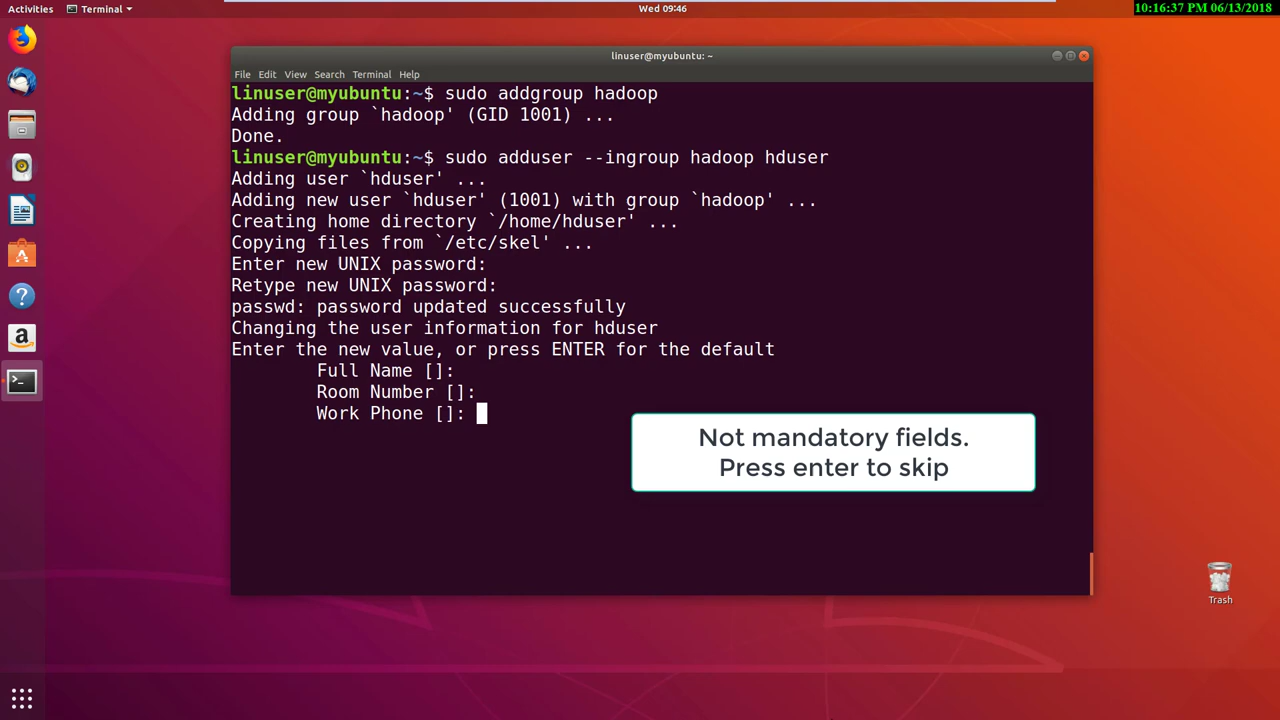 Activities
Terminal
Wed 09:46
10:16:37 PM 06/13/2018
linuser@myubuntu: ~
File Edit View Search Terminal Help
linuser@myubuntu:~$ sudo addgroup hadoop
Adding group `hadoop' (GID 1001) ...
Done.
linuser@myubuntu:~$ sudo adduser --ingroup hadoop hduser
Adding user `hduser' ...
Adding new user `hduser' (1001) with group `hadoop' ...
Creating home directory `/home/hduser' ...
Copying files from `/etc/skel' ...
Enter new UNIX password:
Retype new UNIX password:
passwd: password updated successfully
Changing the user information for hduser
Enter the new value, or press ENTER for the default
Full Name []:
Room Number []:
Work Phone []:
Not mandatory fields.
Press enter to skip
Trash